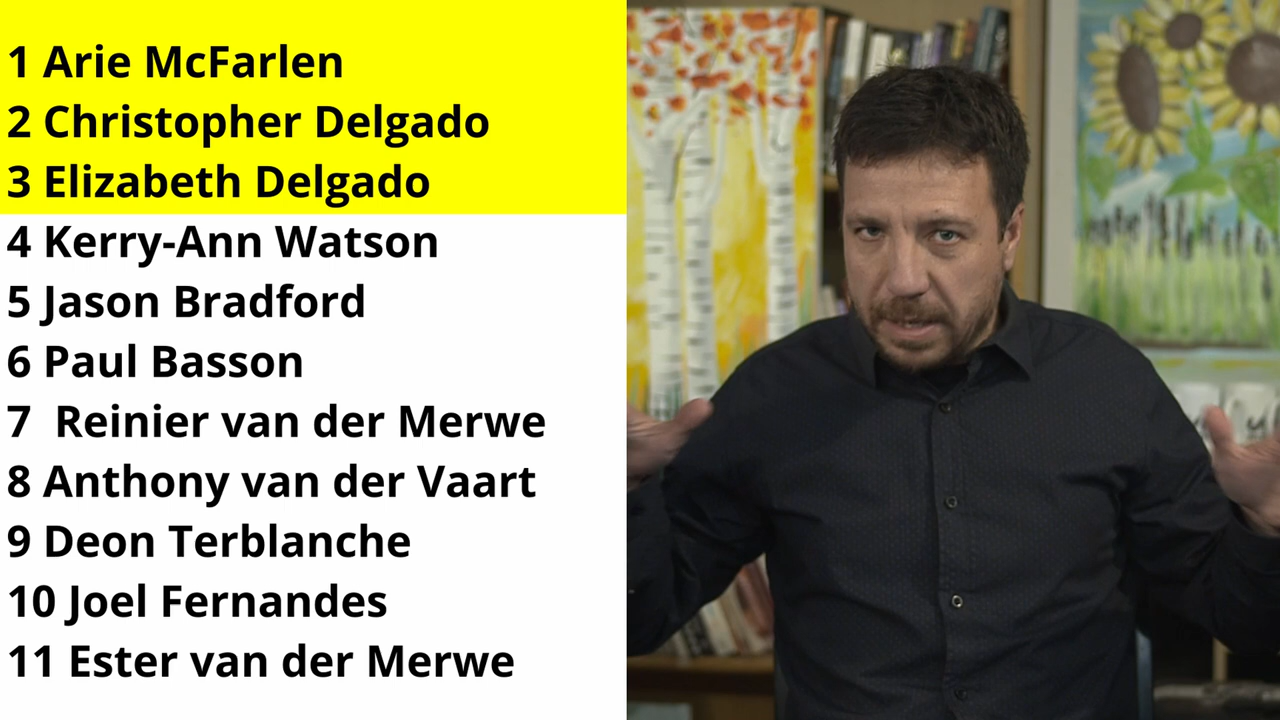 1 Arie McFarlen
2 Christopher Delgado
3 Elizabeth Delgado
4 Kerry-Ann Watson
5 Jason Bradford
6 Paul Basson
7  Reinier van der Merwe
8 Anthony van der Vaart
9 Deon Terblanche
10 Joel Fernandes
11 Ester van der Merwe